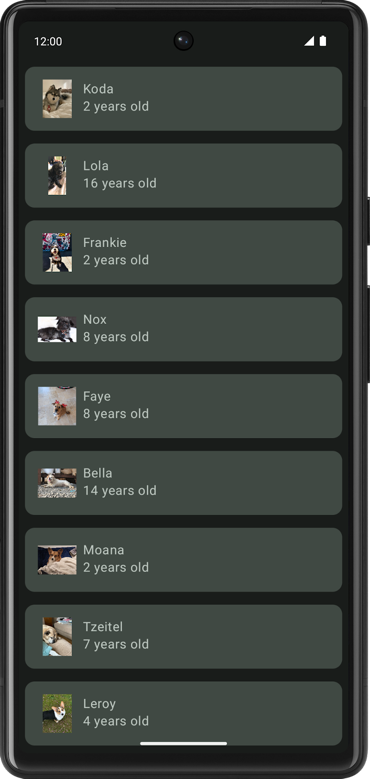 12:00
Koda
2 years old
Lola
16 years old
Frankie
2 years old
Nox
8 years old
Faye
8 years old
Bella
14 years old
Moana
2 years old
Tzeitel
7 years old
Leroy
4 years old